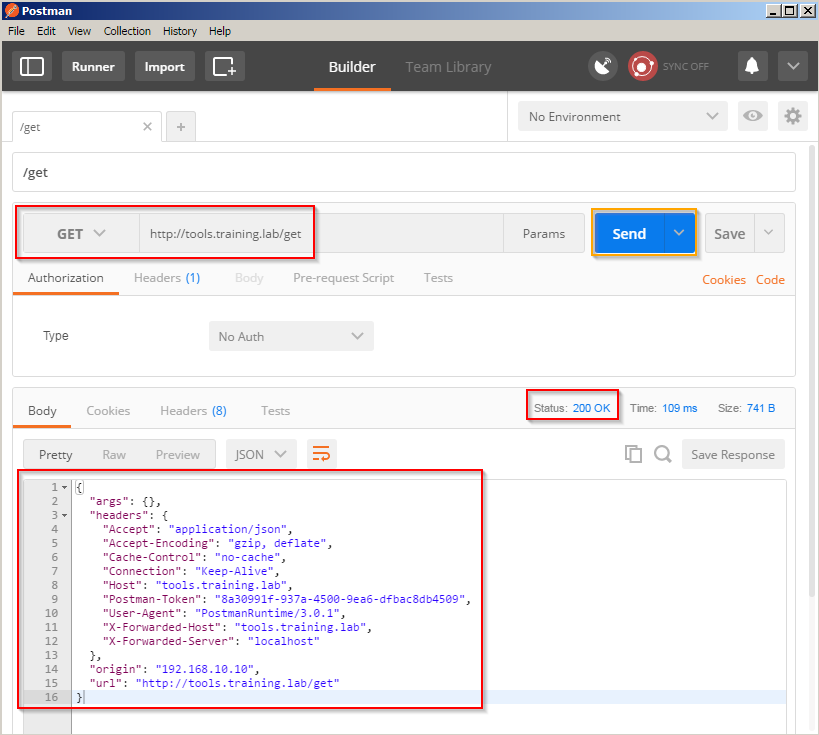 Postman
File Edit View Collection History Help
Runner Import Builder Team Library SYNC OFF
/get No Environment
/get
GET http://tools.training.lab/get Params Send Save
Authorization Headers (1) Body Pre-request Script Tests Cookies Code
Type No Auth
Body Cookies Headers (8) Tests Status: 200 OK Time: 109 ms Size: 741 B
Pretty Raw Preview JSON Save Response
1 {
2 "args": {},
3 "headers": {
4 "Accept": "application/json",
5 "Accept-Encoding": "gzip, deflate",
6 "Cache-Control": "no-cache",
7 "Connection": "Keep-Alive",
8 "Host": "tools.training.lab",
9 "Postman-Token": "8a30991f-937a-4500-9ea6-dfbac8db4509",
10 "User-Agent": "PostmanRuntime/3.0.1",
11 "X-Forwarded-Host": "tools.training.lab",
12 "X-Forwarded-Server": "localhost"
13 },
14 "origin": "192.168.10.10",
15 "url": "http://tools.training.lab/get"
16 }